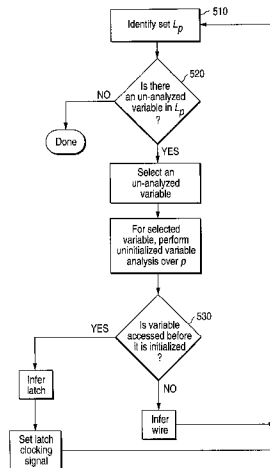 510
Identify set Lp
520
Is there
an un-analyzed
variable in Lp
?
NO
Done
YES
Select an
un-analyzed
variable
For selected
variable, perform
uninitialized variable
analysis over p
530
Is variable
accessed before
it is initialized
?
YES
NO
Infer
latch
Infer
wire
Set latch
clocking
signal